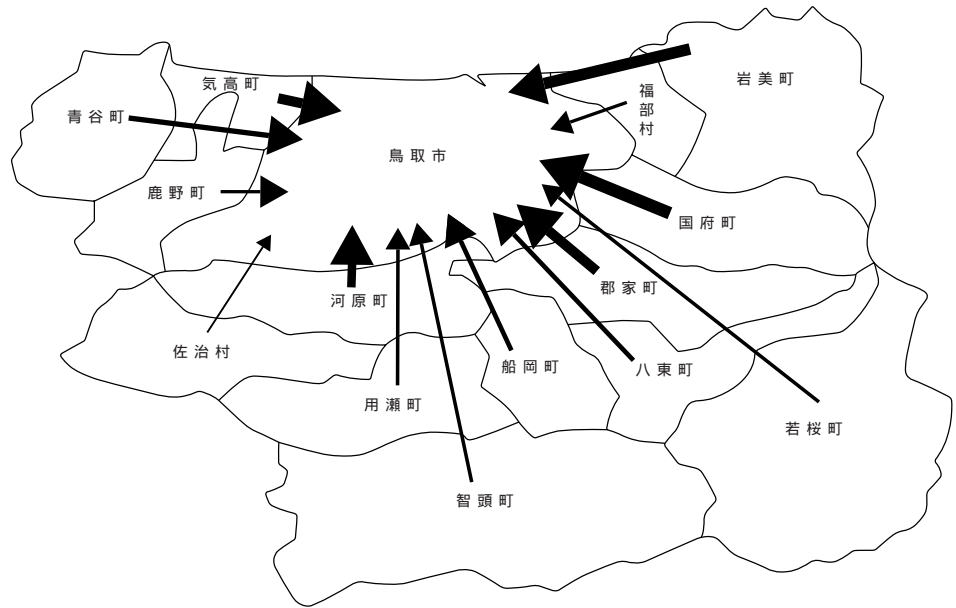 岩美町
気高町
福部村
青谷町
鳥取市
鹿野町
国府町
郡家町
河原町
佐治村
船岡町
八東町
用瀬町
若桜町
智頭町